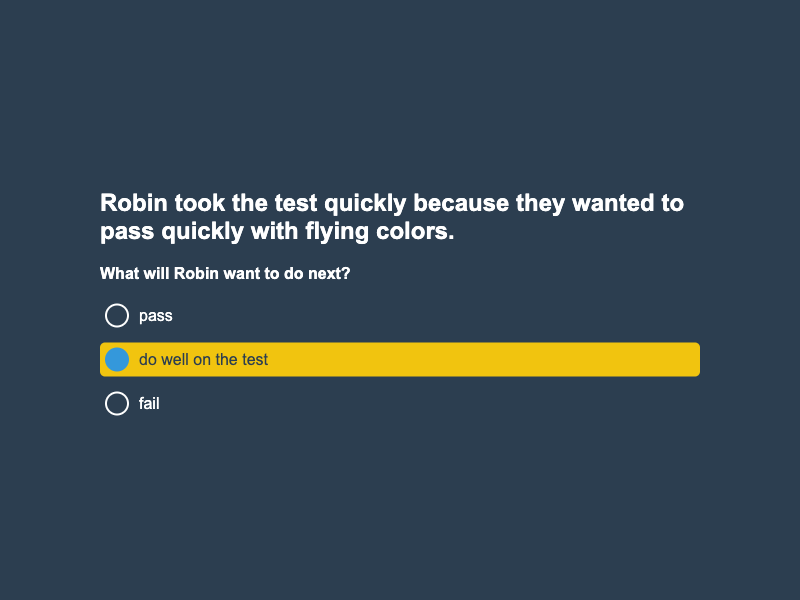 Robin took the test quickly because they wanted to
pass quickly with flying colors.
What will Robin want to do next?
pass
do well on the test
fail